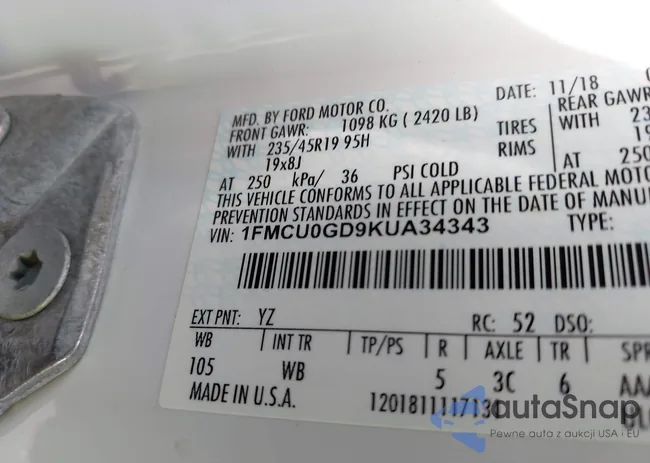 MFD. BY FORD MOTOR CO.
DATE: 11/18
FRONT GAWR: 1098 KG ( 2420 LB)
REAR GAWR
WITH 235/45R19 95H TIRES WITH
19x8J RIMS
AT 250 kPa/ 36 PSI COLD AT 250
THIS VEHICLE CONFORMS TO ALL APPLICABLE FEDERAL
PREVENTION STANDARDS IN EFFECT ON THE DATE OF
VIN: 1FMCU0GD9KUA34343 TYPE:
EXT PNT: YZ RC: 52 DSO:
WB INT TR TP/PS R AXLE TR
105 WB 5 3C 6
MADE IN U.S.A.
autoSnap
Pewne auta z aukcji USA i EU